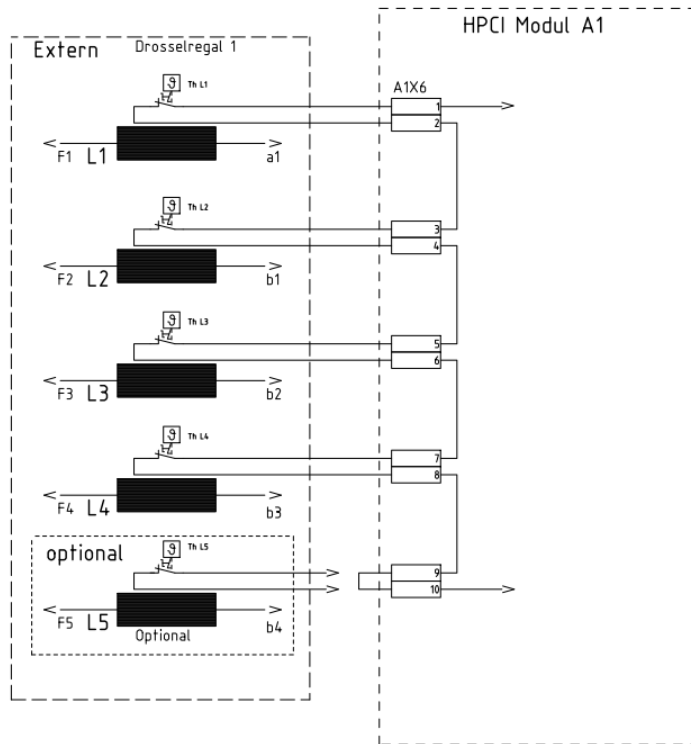 HPCI Modul A1
Extern
Drosselregal 1
ϑ Th L1
A1X6
1
2
F1 L1 a1
ϑ Th L2
3
4
F2 L2 b1
ϑ Th L3
5
6
F3 L3 b2
ϑ Th L4
7
8
F4 L4 b3
optional
ϑ Th L5
9
10
F5 L5 b4
Optional